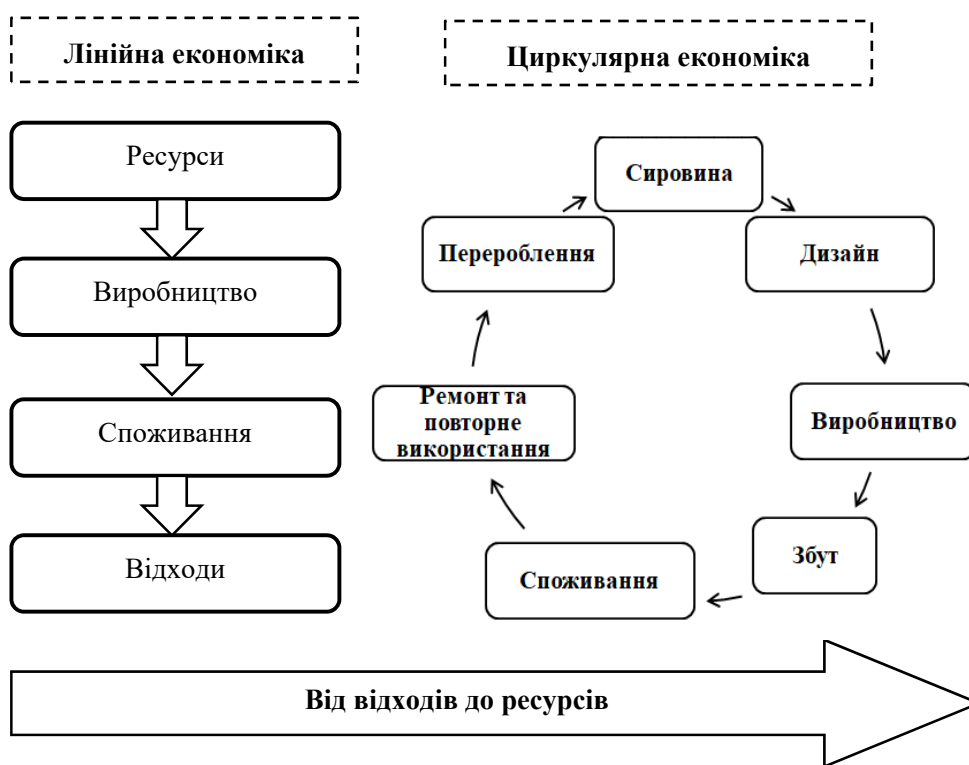 Лінійна економіка
Циркулярна економіка
Ресурси
Виробництво
Споживання
Відходи
Сировина
Дизайн
Виробництво
Збут
Споживання
Ремонт та
повторне
використання
Перероблення
Від відходів до ресурсів